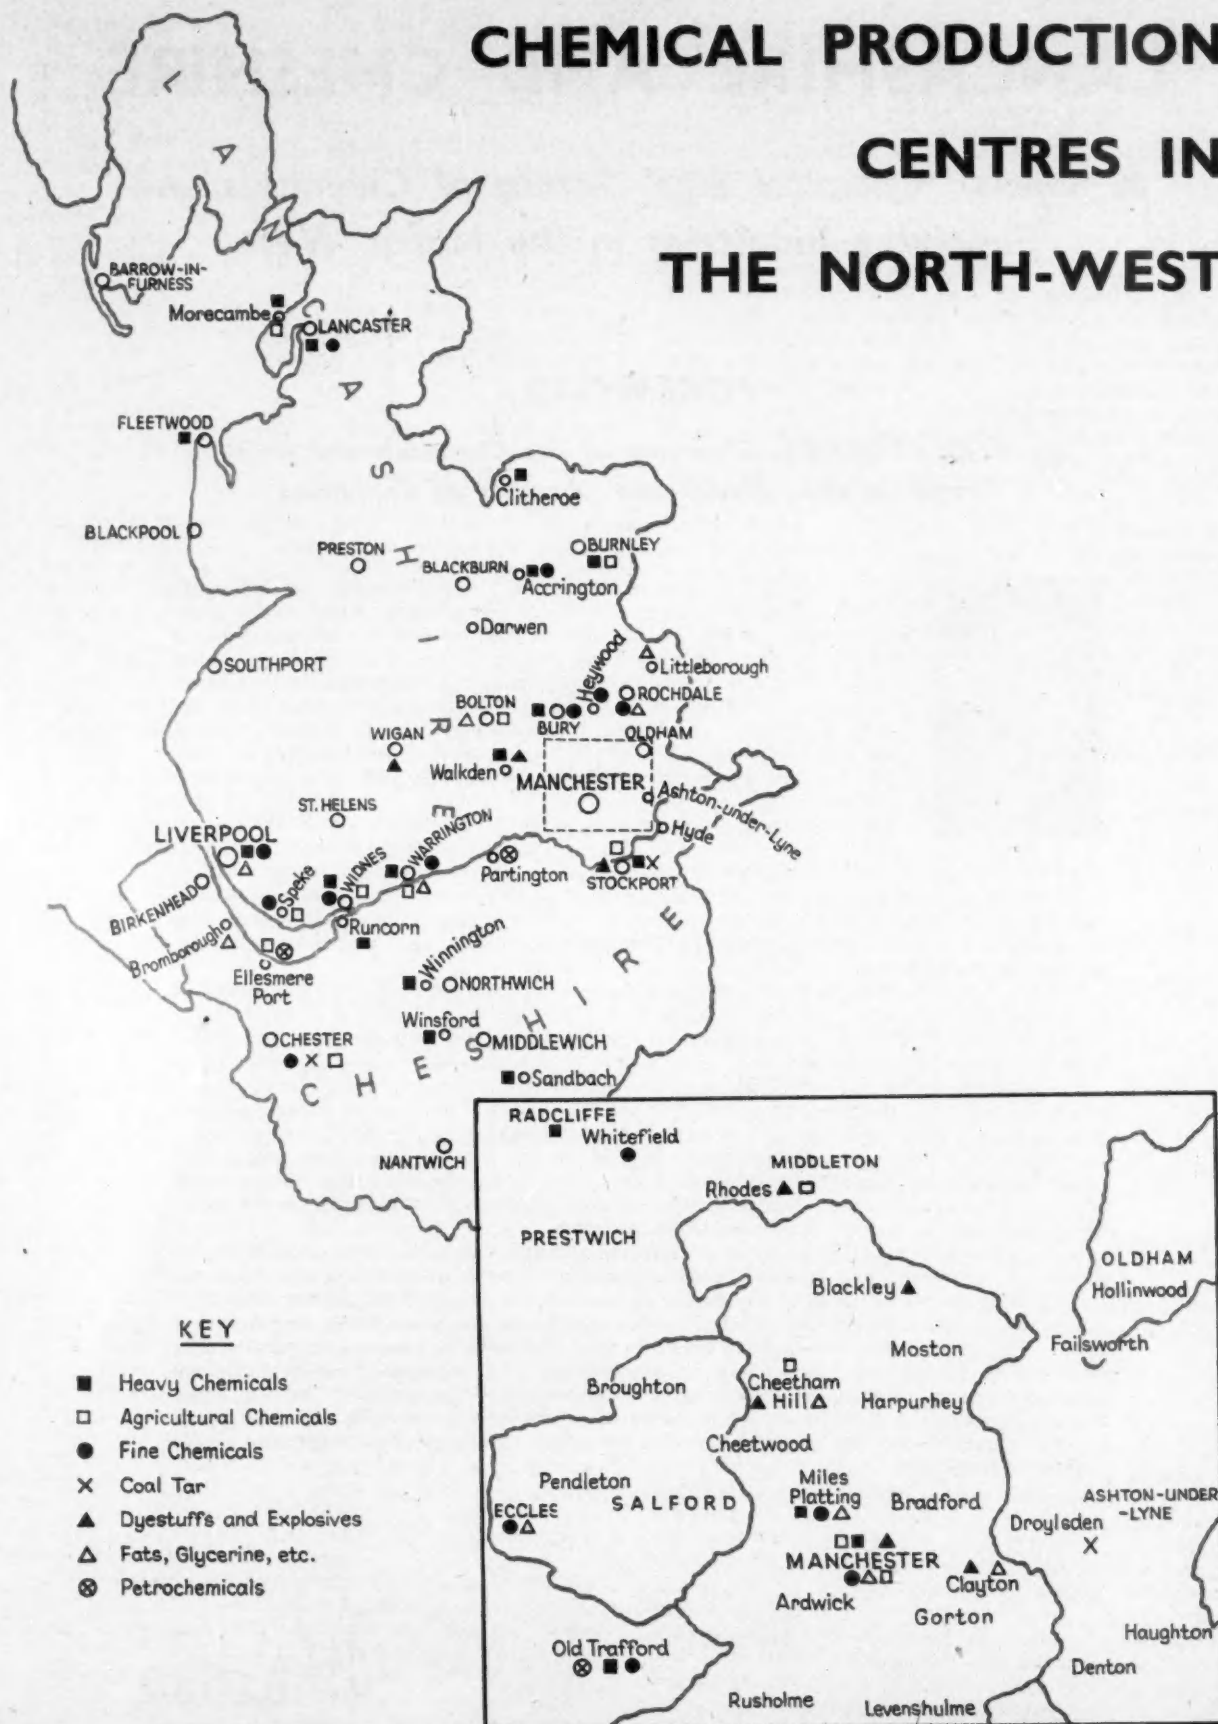 CHEMICAL PRODUCTION
CENTRES IN
THE NORTH-WEST
L A N C A S H I R E
BARROW-IN-
FURNESS
Morecambe
LANCASTER
FLEETWOOD
Clitheroe
BLACKPOOL
PRESTON
BLACKBURN
BURNLEY
Accrington
Darwen
SOUTHPORT
Heywood
Littleborough
ROCHDALE
BOLTON
BURY
WIGAN
OLDHAM
Walkden
MANCHESTER
Ashton-under-Lyne
ST. HELENS
Hyde
LIVERPOOL
WARRINGTON
WIDNES
Partington
STOCKPORT
Speke
BIRKENHEAD
Runcorn
Bromborough
Ellesmere
Port
Winnington
NORTHWICH
Winsford
CHESTER
MIDDLEWICH
C H E S H I R E
Sandbach
NANTWICH
RADCLIFFE
Whitefield
MIDDLETON
Rhodes
PRESTWICH
OLDHAM
Hollinwood
Blackley
Moston
Failsworth
Broughton
Cheetham
Hill
Harpurhey
Cheetwood
Pendleton
SALFORD
Miles
Platting
Bradford
ECCLES
ASHTON-UNDER
-LYNE
Droylsden
MANCHESTER
Clayton
Ardwick
Gorton
Haughton
Old Trafford
Denton
Rusholme
Levenshulme
KEY
Heavy Chemicals
Agricultural Chemicals
Fine Chemicals
Coal Tar
Dyestuffs and Explosives
Fats, Glycerine, etc.
Petrochemicals